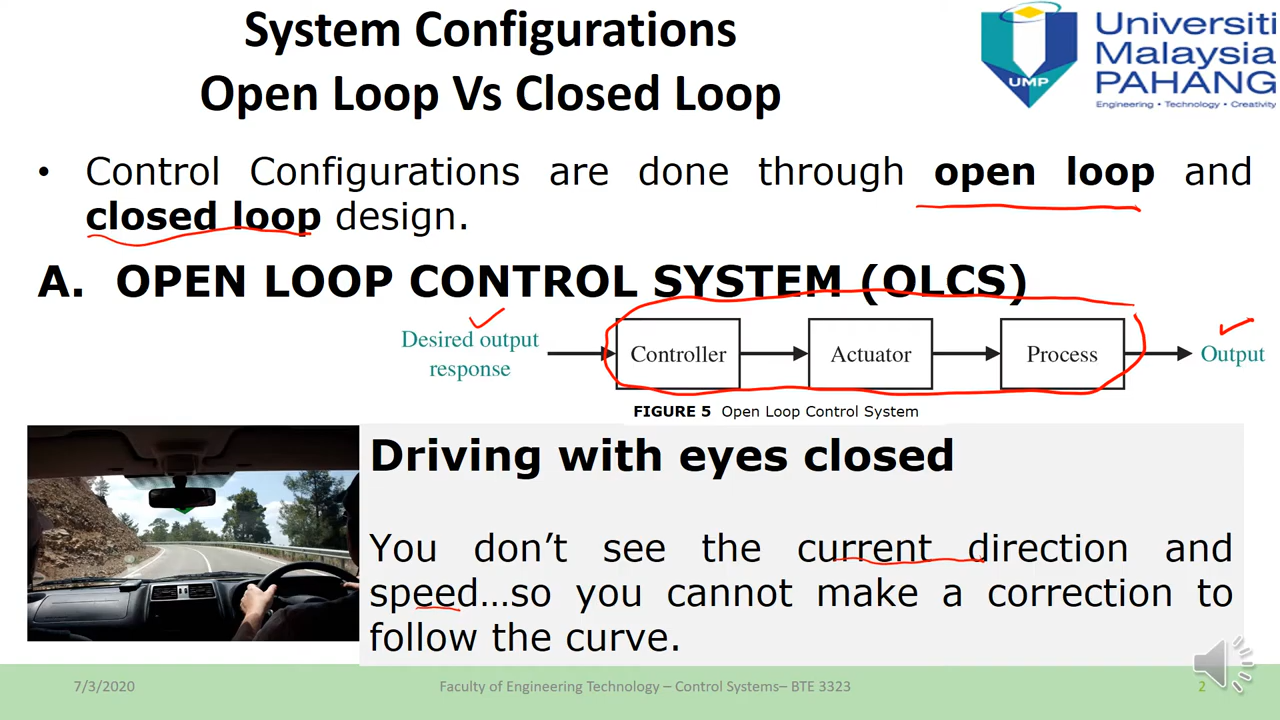 System Configurations
Open Loop Vs Closed Loop
Universiti
Malaysia
PAHANG
Engineering • Technology • Creativity
UMP
• Control Configurations are done through open loop and
closed loop design.
A. OPEN LOOP CONTROL SYSTEM (OLCS)
Desired output
response
Controller
Actuator
Process
Output
FIGURE 5 Open Loop Control System
Driving with eyes closed
You don’t see the current direction and
speed…so you cannot make a correction to
follow the curve.
7/3/2020
Faculty of Engineering Technology – Control Systems– BTE 3323
2